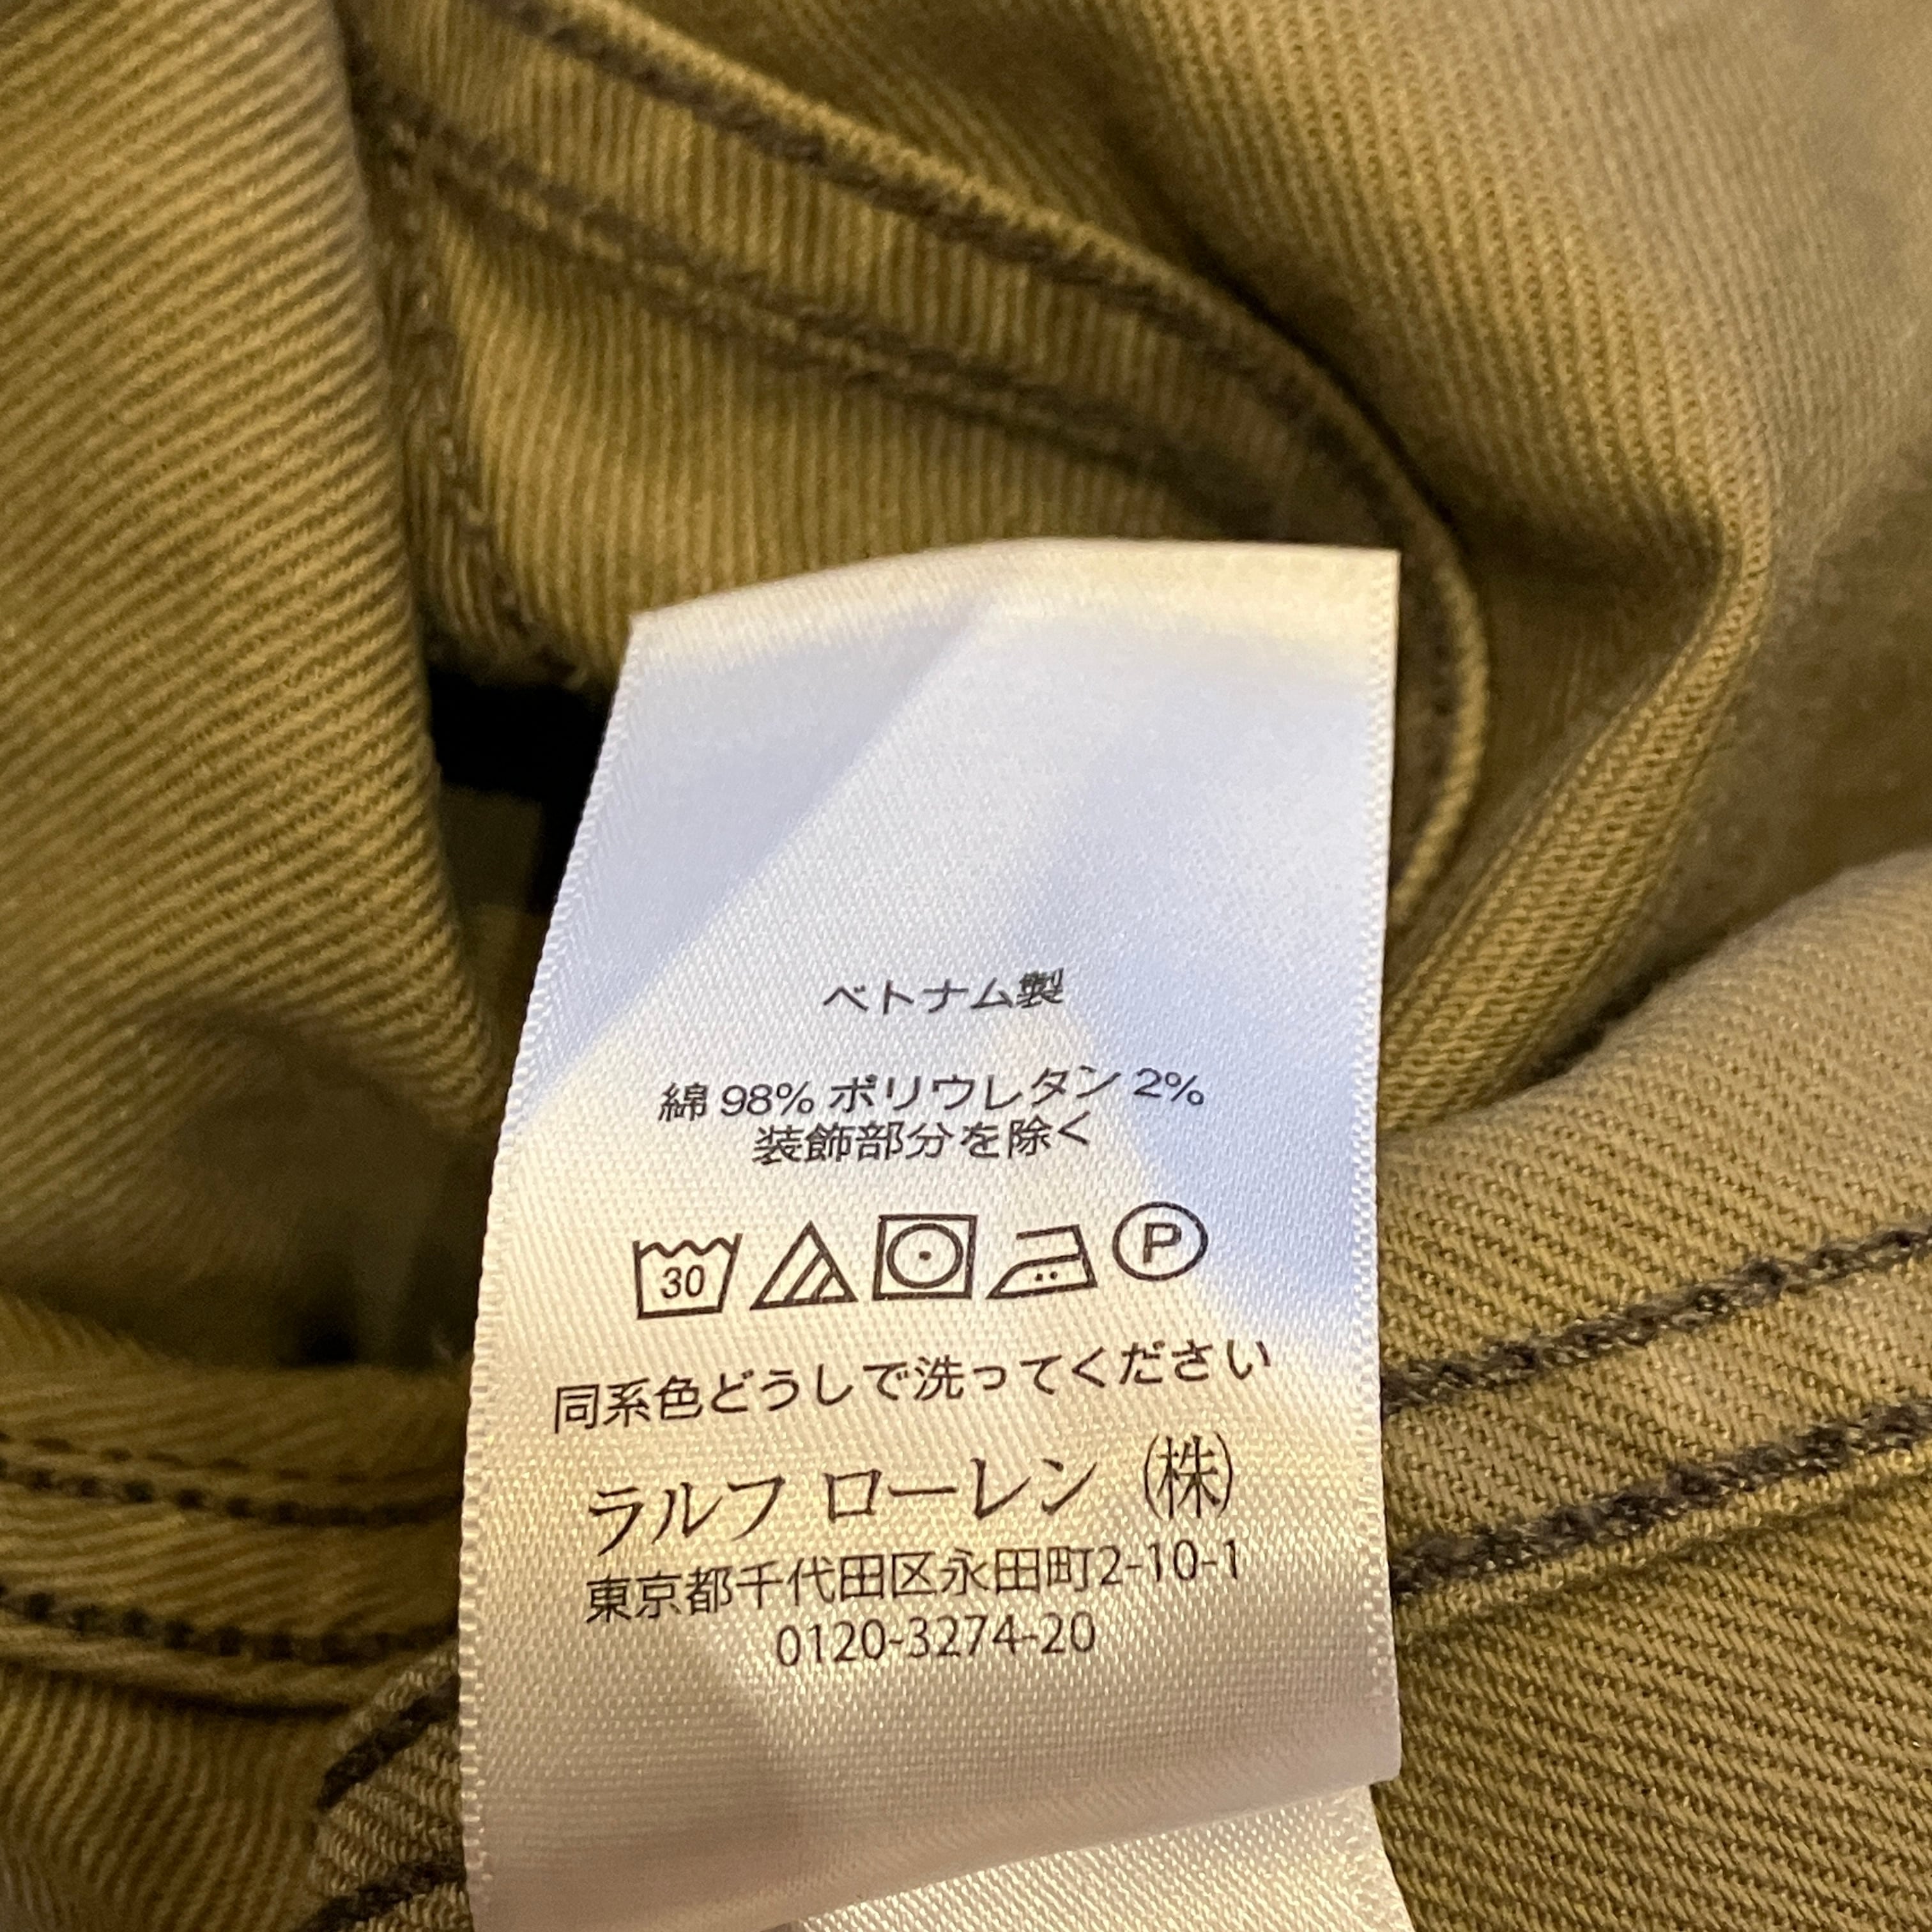 ベトナム製
綿 98% ポリウレタン 2%
装飾部分を除く
30 P
同系色どうしで洗ってください
ラルフ ローレン (株)
東京都千代田区永田町2-10-1
0120-3274-20